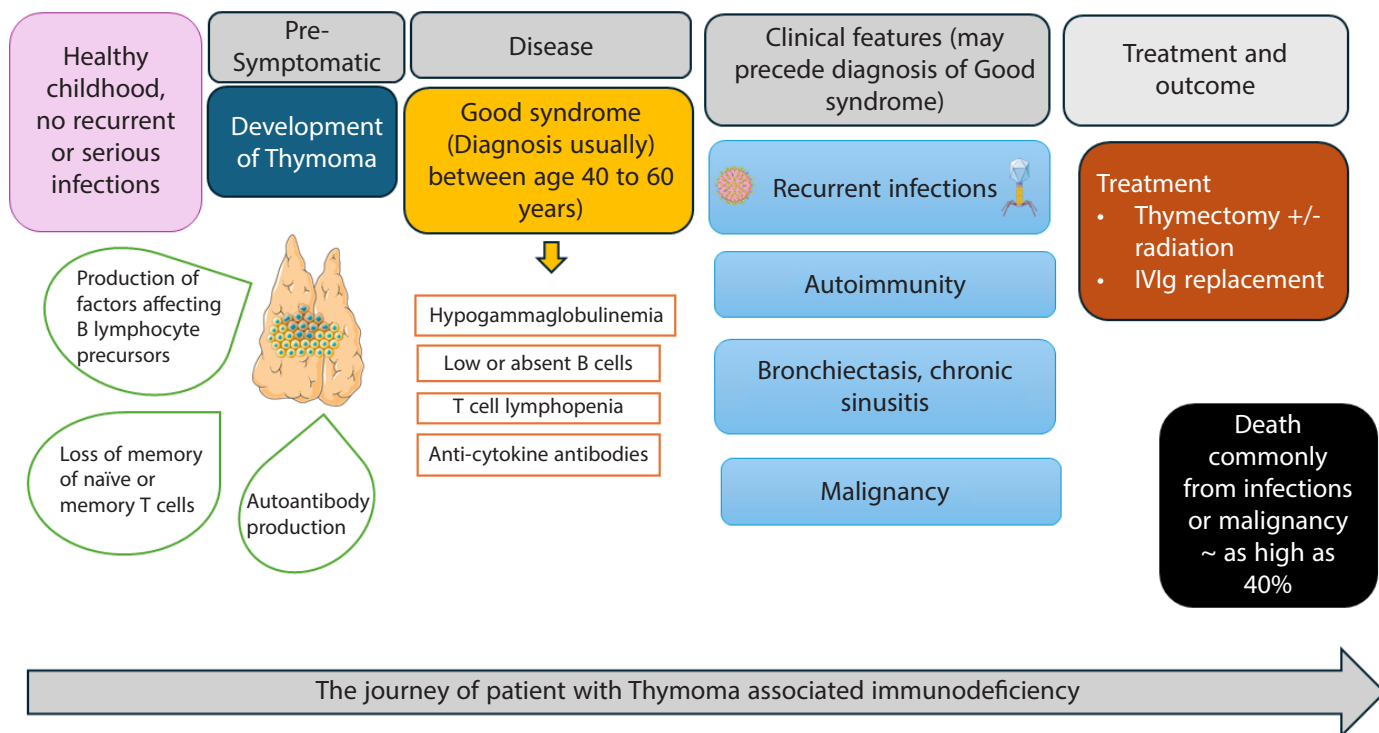 Healthy
childhood,
no recurrent
or serious
infections
Pre-
Symptomatic
Development
of Thymoma
Production of
factors affecting
B lymphocyte
precursors
Loss of memory
of naïve or
memory T cells
Autoantibody
production
Disease
Good syndrome
(Diagnosis usually)
between age 40 to 60
years)
Hypogammaglobulinemia
Low or absent B cells
T cell lymphopenia
Anti-cytokine antibodies
Clinical features (may
precede diagnosis of Good
syndrome)
Recurrent infections
Autoimmunity
Bronchiectasis, chronic
sinusitis
Malignancy
Treatment and
outcome
Treatment
• Thymectomy +/-
radiation
• IVIg replacement
Death
commonly
from infections
or malignancy
~ as high as
40%
The journey of patient with Thymoma associated immunodeficiency